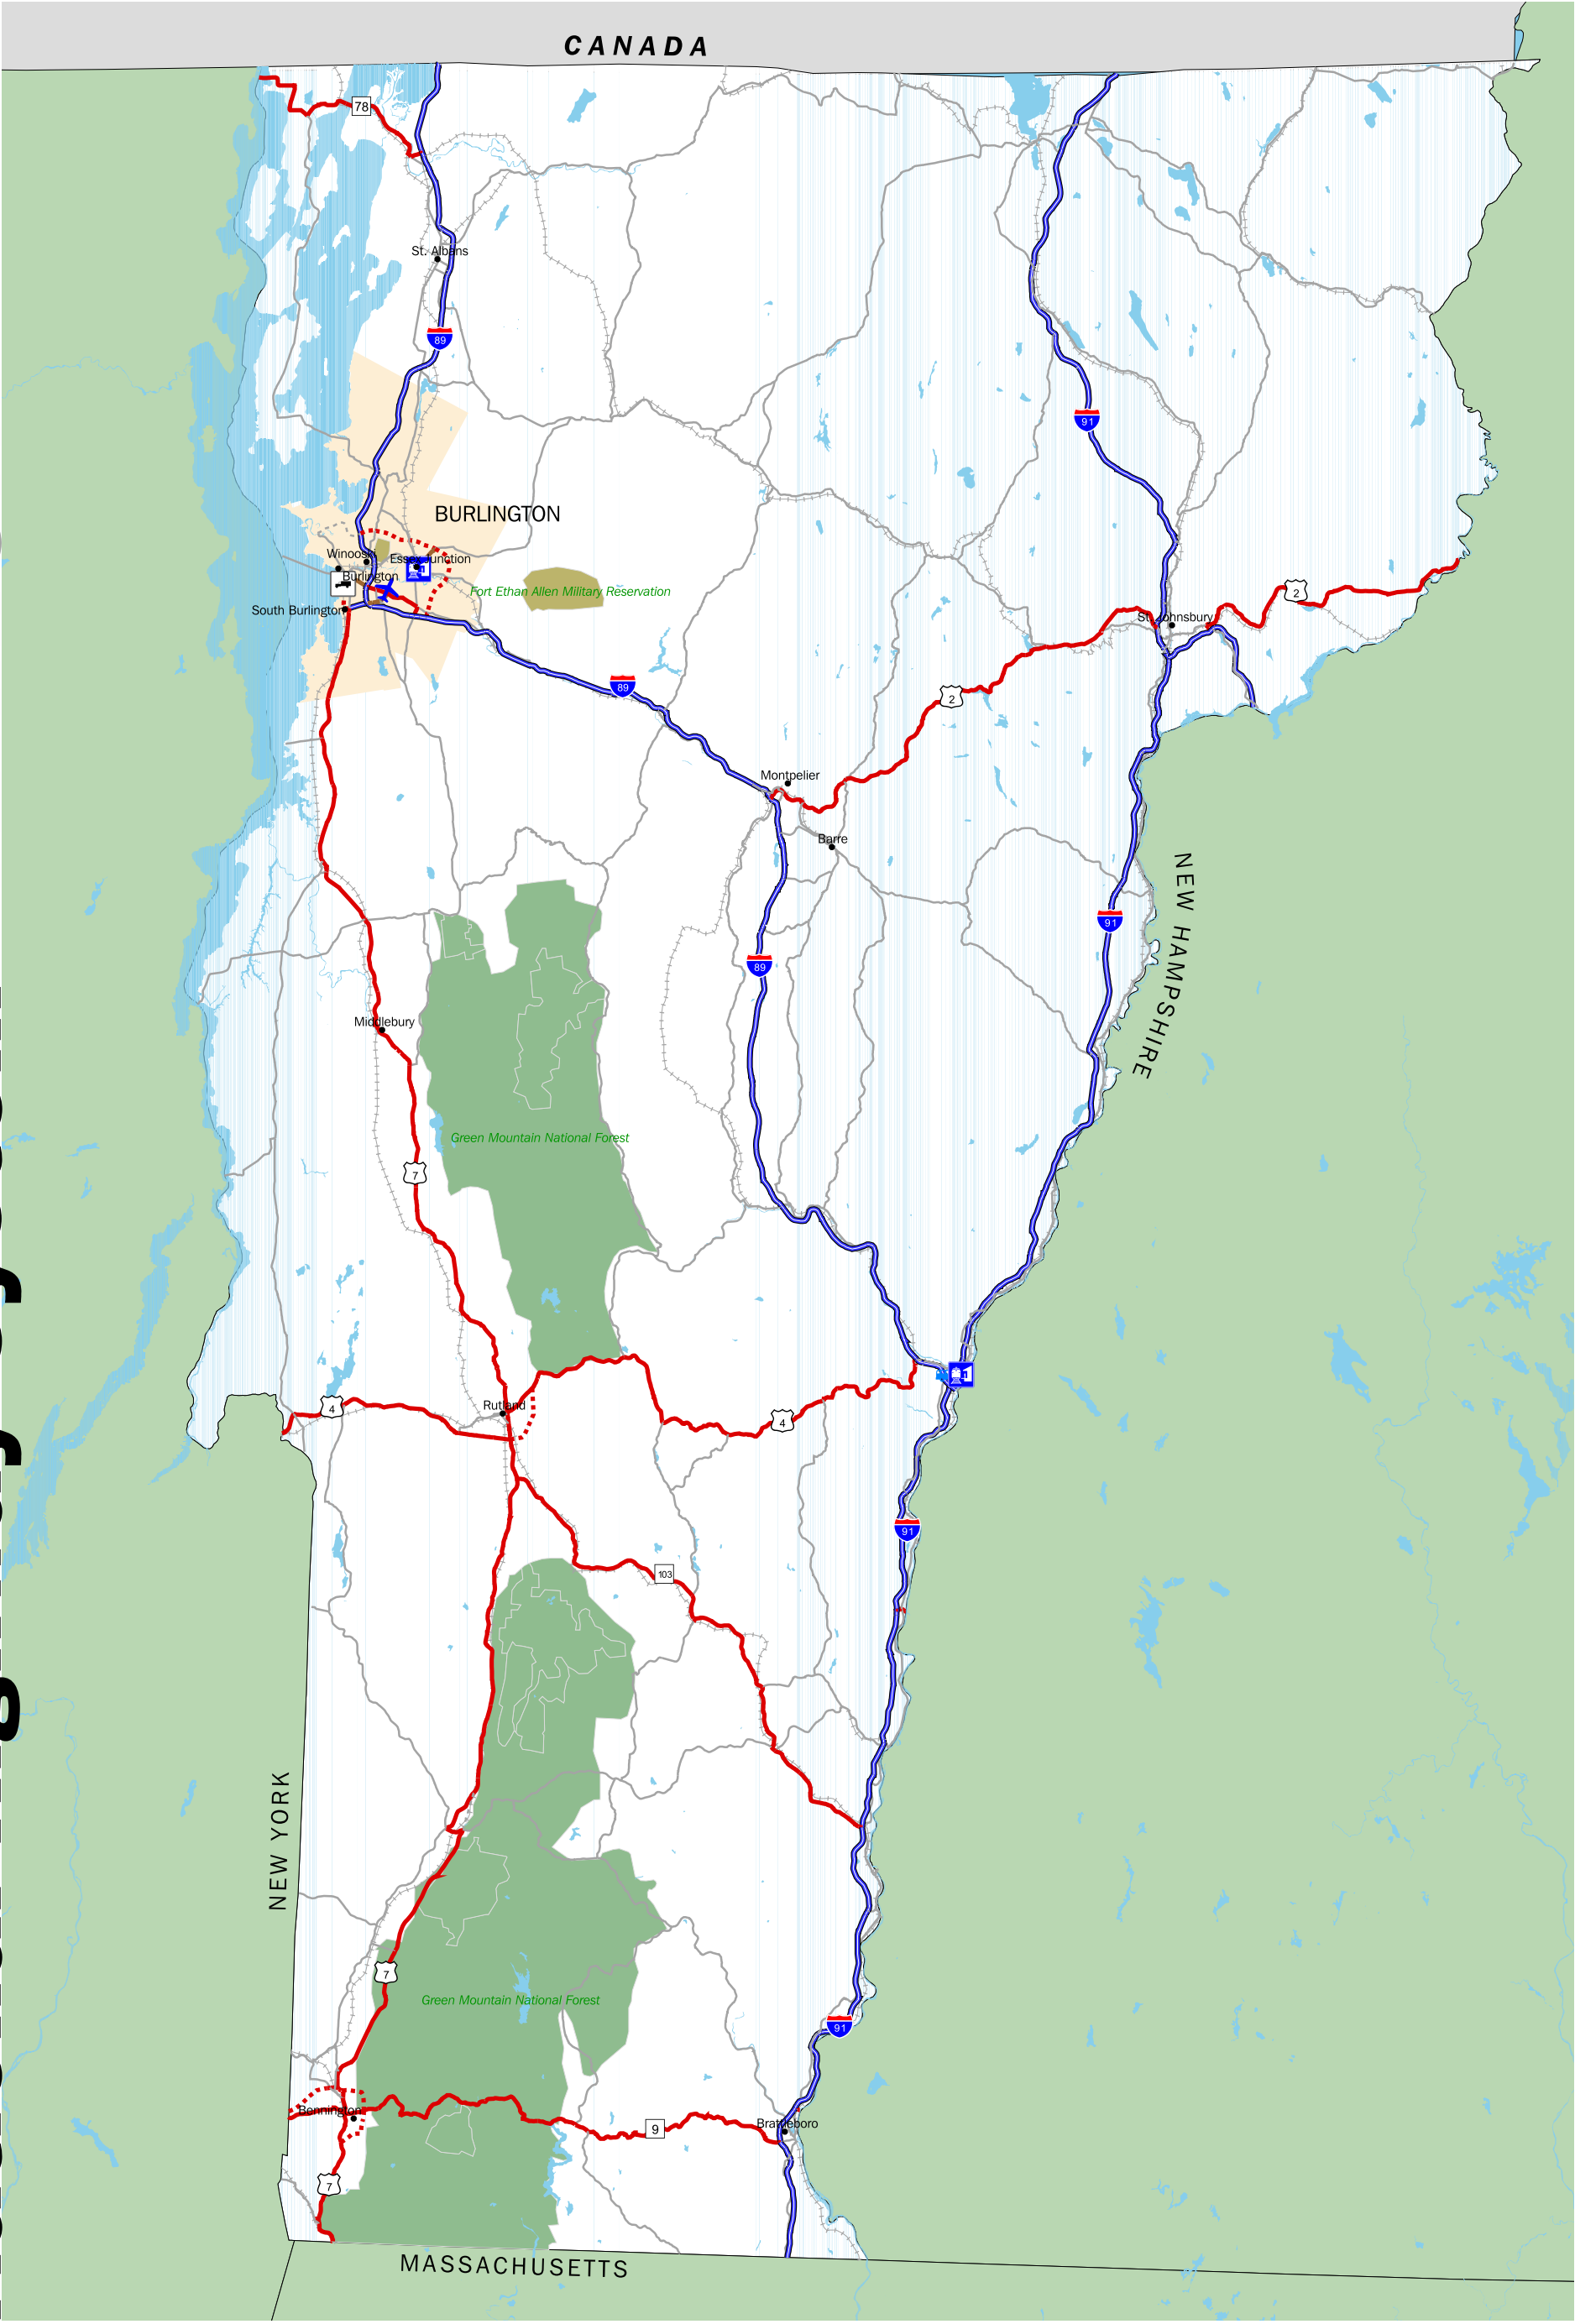 CANADA
78
St. Albans
89
91
BURLINGTON
Winooski
Essex Junction
Burlington
Fort Ethan Allen Military Reservation
South Burlington
2
St. Johnsbury
89
2
Montpelier
Barre
NEW HAMPSHIRE
91
89
Middlebury
Green Mountain National Forest
7
4
Rutland
4
91
103
NEW YORK
7
Green Mountain National Forest
91
Bennington
9
Brattleboro
7
MASSACHUSETTS